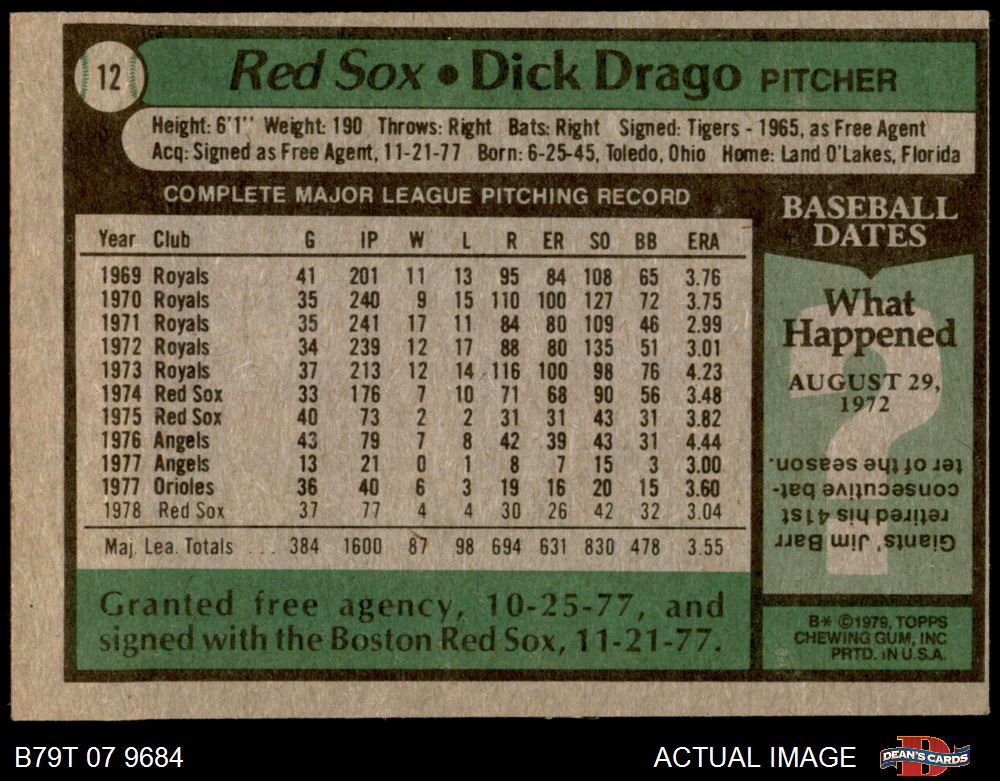 12 Red Sox • Dick Drago PITCHER
Height: 6'1" Weight: 190 Throws: Right Bats: Right Signed: Tigers - 1965, as Free Agent
Acq: Signed as Free Agent, 11-21-77 Born: 6-25-45, Toledo, Ohio Home: Land O'Lakes, Florida
COMPLETE MAJOR LEAGUE PITCHING RECORD
Year Club G IP W L R ER SO BB ERA
1969 Royals 41 201 11 13 95 84 108 65 3.76
1970 Royals 35 240 9 15 110 100 127 72 3.75
1971 Royals 35 241 17 11 84 80 109 46 2.99
1972 Royals 34 239 12 17 88 80 135 51 3.01
1973 Royals 37 213 12 14 116 100 98 76 4.23
1974 Red Sox 33 176 7 10 71 68 90 56 3.48
1975 Red Sox 40 73 2 2 31 31 43 31 3.82
1976 Angels 43 79 7 8 42 39 43 31 4.44
1977 Angels 13 21 0 1 8 7 15 3 3.00
1977 Orioles 36 40 6 3 19 16 20 15 3.60
1978 Red Sox 37 77 4 4 30 26 42 32 3.04
Maj. Lea. Totals ... 384 1600 87 98 694 631 830 478 3.55
Granted free agency, 10-25-77, and
signed with the Boston Red Sox, 11-21-77.
BASEBALL
DATES
What
Happened
AUGUST 29,
1972
Giants' Jim Barr
retired his 41st
consecutive bat-
ter of the season.
B* ©1979, TOPPS
CHEWING GUM, INC
PRTD. IN U.S.A.
B79T 07 9684
ACTUAL IMAGE
D
DEAN'S CARDS